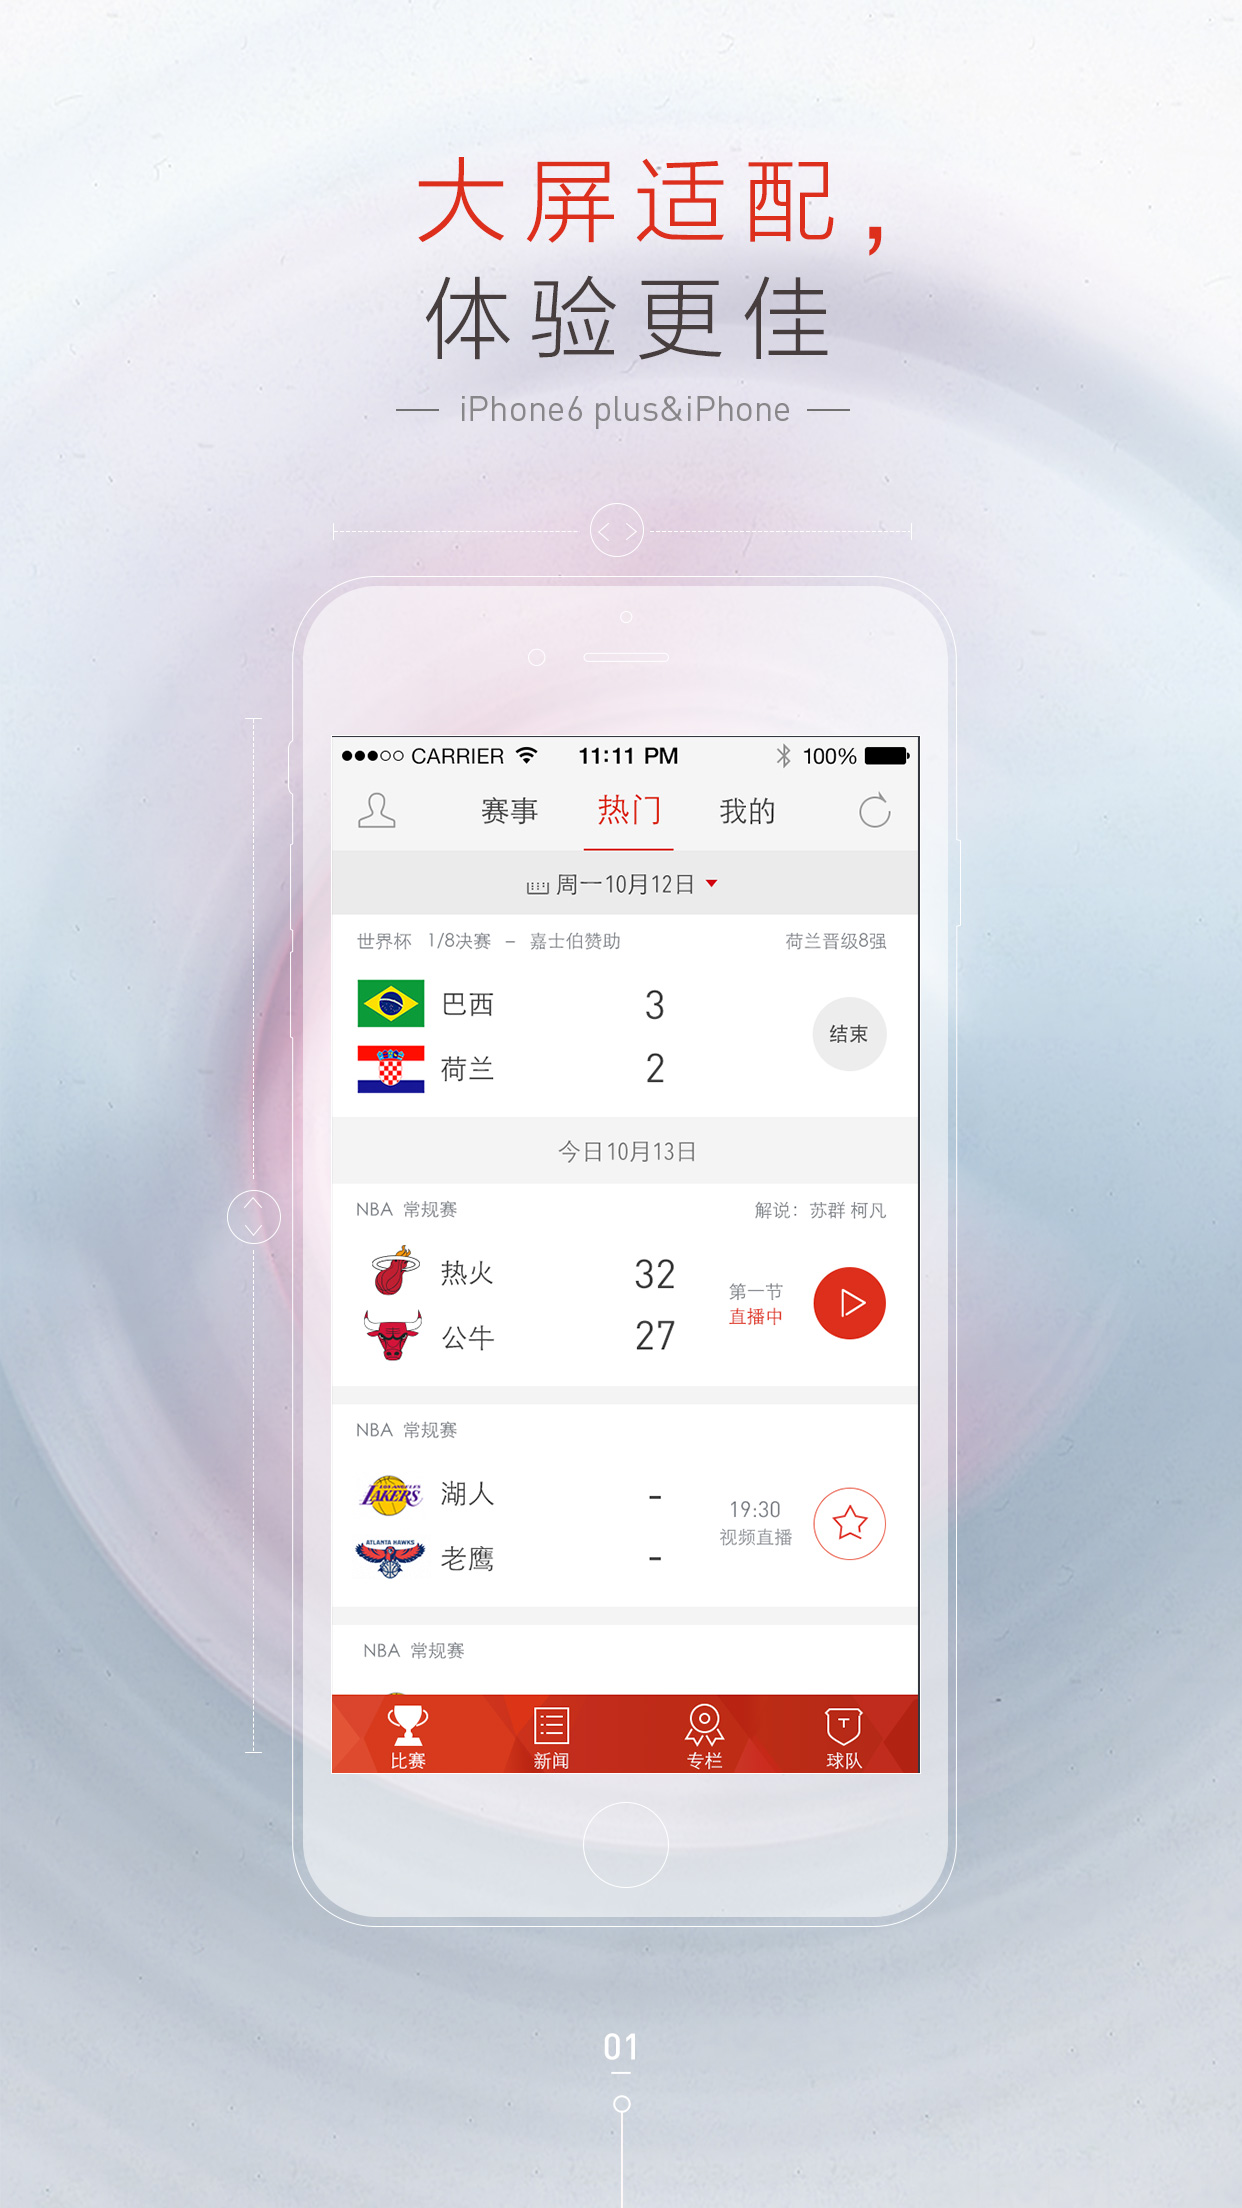 大屏适配，
体验更佳
iPhone6 plus&iPhone
CARRIER 11:11 PM 100%
赛事 热门 我的
周一10月12日
世界杯 1/8决赛 – 嘉士伯赞助 荷兰晋级8强
巴西 3
结束
荷兰 2
今日10月13日
NBA 常规赛 解说：苏群 柯凡
热火 32
第一节
直播中
公牛 27
NBA 常规赛
LOS ANGELES
LAKERS
湖人 -
19:30
视频直播
ATLANTA HAWKS
老鹰 -
NBA 常规赛
T
比赛 新闻 专栏 球队
01